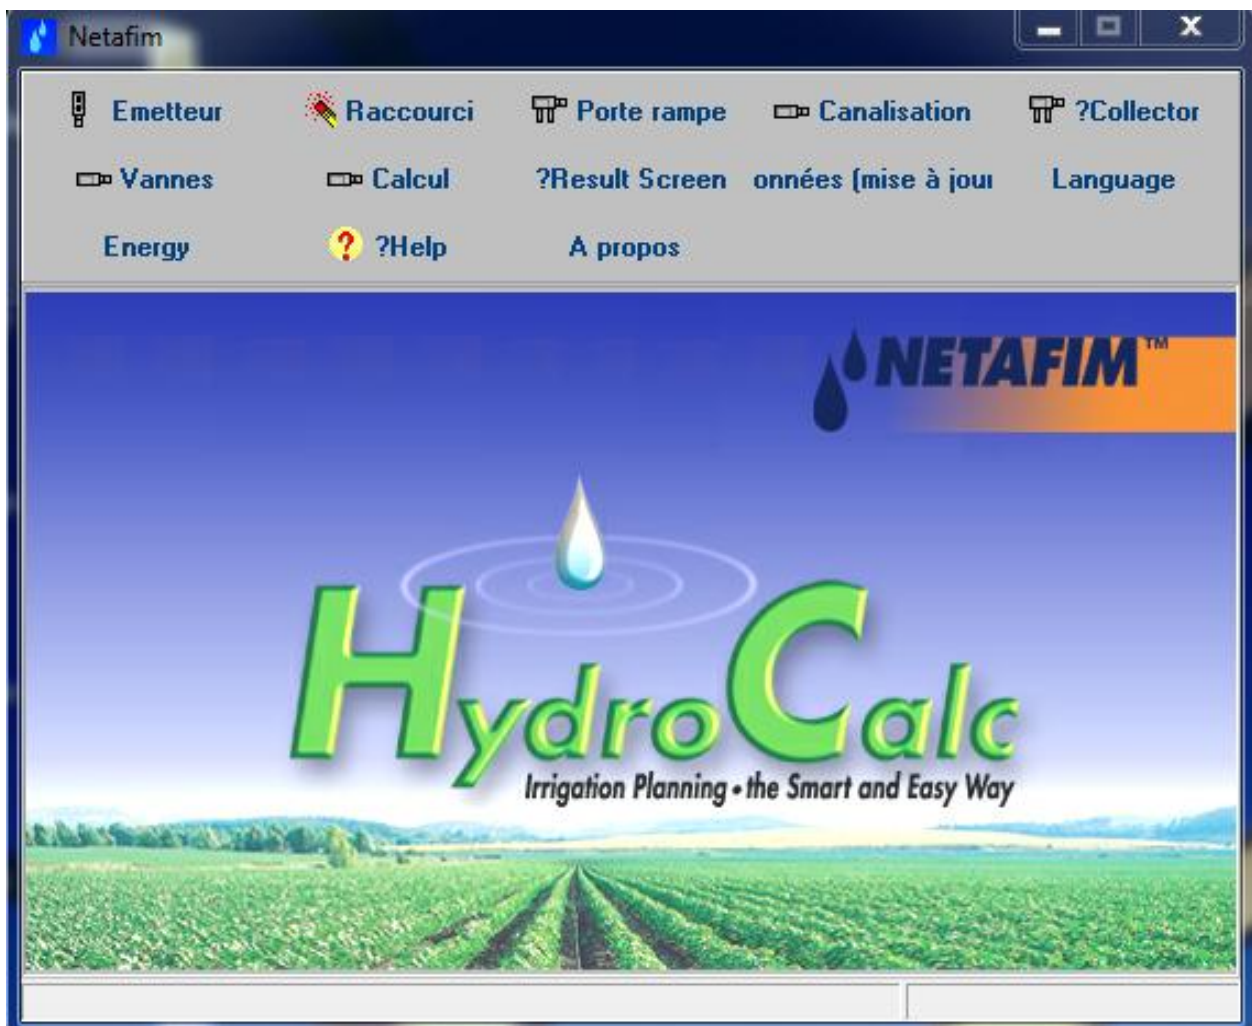 Netafim
Emetteur Raccourci Porte rampe Canalisation ?Collector
Vannes Calcul ?Result Screen onnées (mise à jour Language
Energy ?Help A propos
NETAFIM™
HydroCalc
Irrigation Planning • the Smart and Easy Way